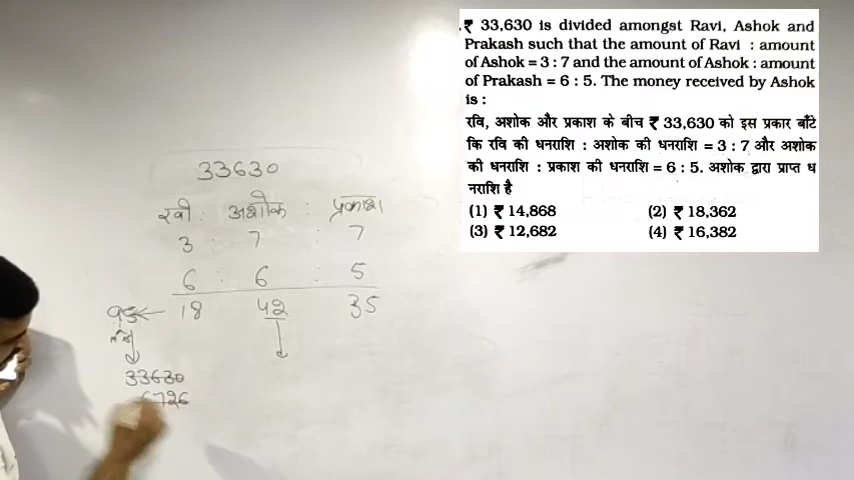 .₹ 33,630 is divided amongst Ravi, Ashok and
Prakash such that the amount of Ravi : amount
of Ashok = 3 : 7 and the amount of Ashok : amount
of Prakash = 6 : 5. The money received by Ashok
is :
रवि, अशोक और प्रकाश के बीच ₹ 33,630 को इस प्रकार बाँटे
कि रवि की धनराशि : अशोक की धनराशि = 3 : 7 और अशोक
की धनराशि : प्रकाश की धनराशि = 6 : 5. अशोक द्वारा प्राप्त ध
नराशि है
(1) ₹ 14,868 (2) ₹ 18,362
(3) ₹ 12,682 (4) ₹ 16,382
33630
रवी : अशोक : प्रकाश
3 : 7 : 7
6 : 6 : 5
95 ← 18 42 35
33630
6726